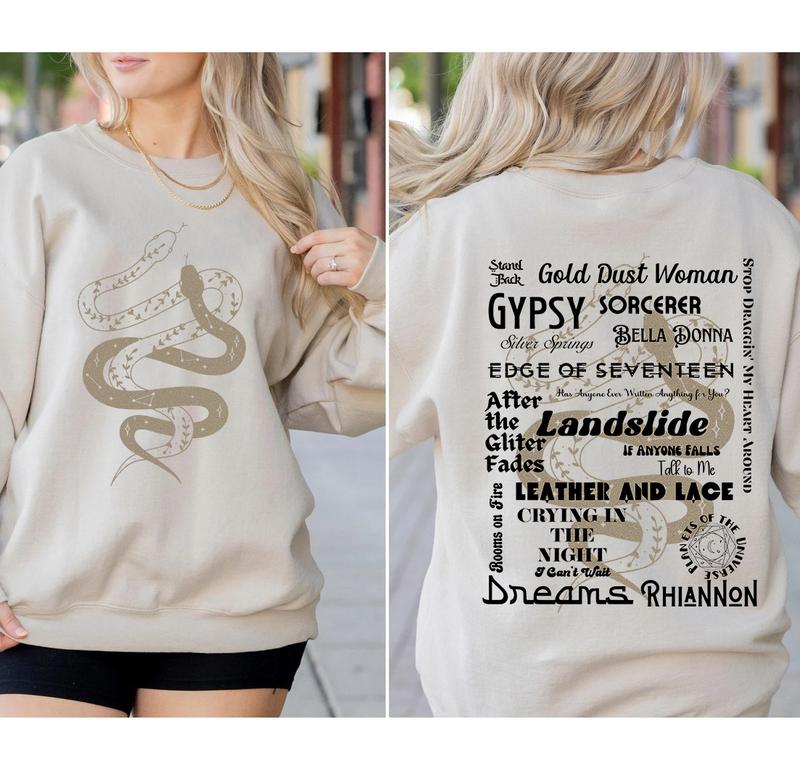 Stand Back
Gold Dust Woman
Stop Draggin' My Heart Around
GYPSY
SORCERER
Silver Springs
BELLA DONNA
EDGE OF SEVENTEEN
Has Anyone Ever Written Anything for You?
After
the
Glitter
Fades
Landslide
IF ANYONE FALLS
Talk to Me
Rooms on Fire
LEATHER AND LACE
CRYING IN
THE
NIGHT
PLANETS OF THE UNIVERSE
I Can't Wait
Dreams
RHIANNON